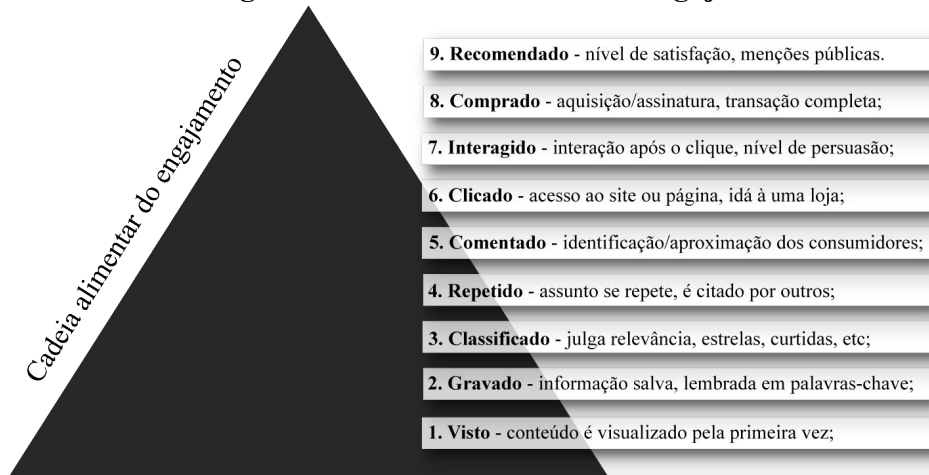 Cadeia alimentar do engajamento
9. Recomendado - nível de satisfação, menções públicas.
8. Comprado - aquisição/assinatura, transação completa;
7. Interagido - interação após o clique, nível de persuasão;
6. Clicado - acesso ao site ou página, idá à uma loja;
5. Comentado - identificação/aproximação dos consumidores;
4. Repetido - assunto se repete, é citado por outros;
3. Classificado - julga relevância, estrelas, curtidas, etc;
2. Gravado - informação salva, lembrada em palavras-chave;
1. Visto - conteúdo é visualizado pela primeira vez;